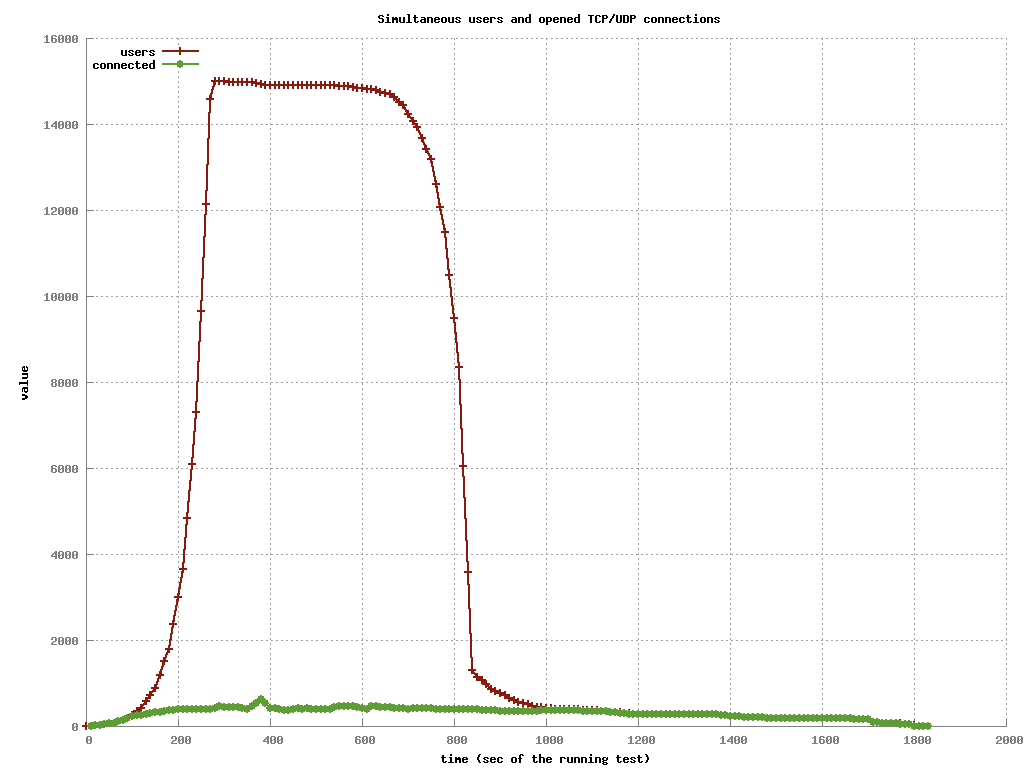 Simultaneous users and opened TCP/UDP connections
16000
users
connected
14000
12000
10000
value
8000
6000
4000
2000
0
0 200 400 600 800 1000 1200 1400 1600 1800 2000
time (sec of the running test)